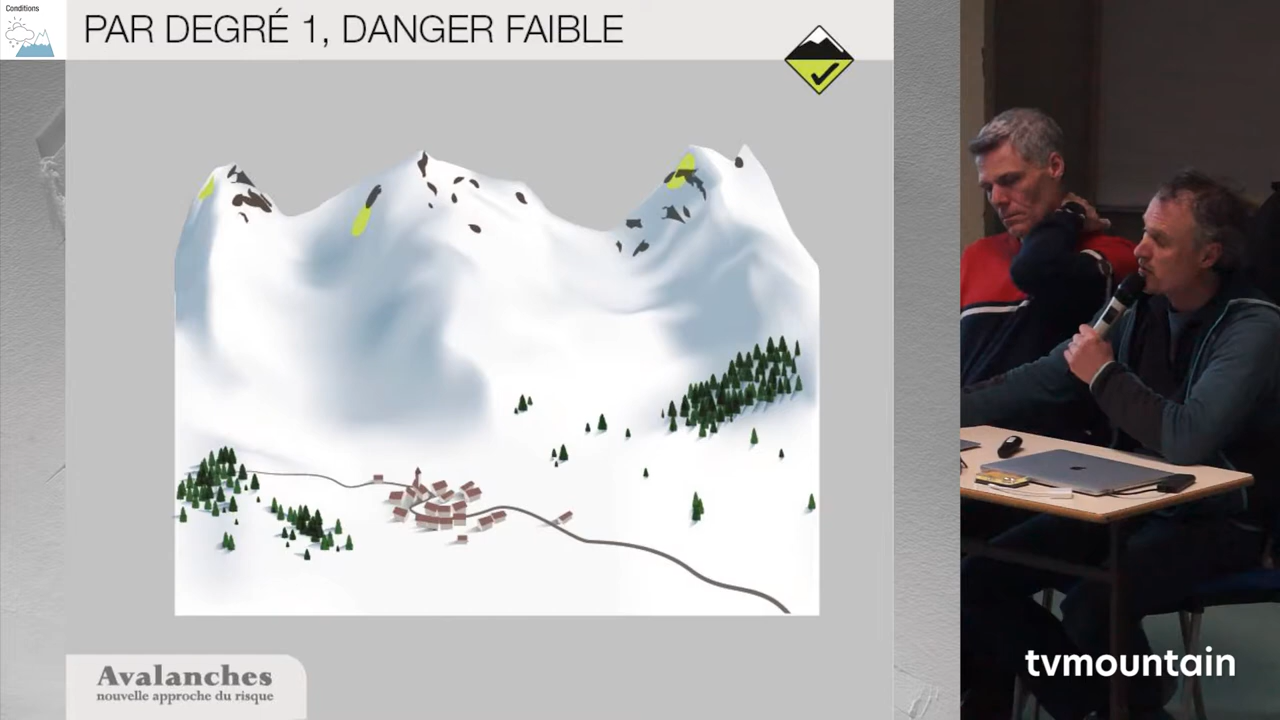 Conditions
PAR DEGRÉ 1, DANGER FAIBLE
Avalanches
nouvelle approche du risque
tvmountain